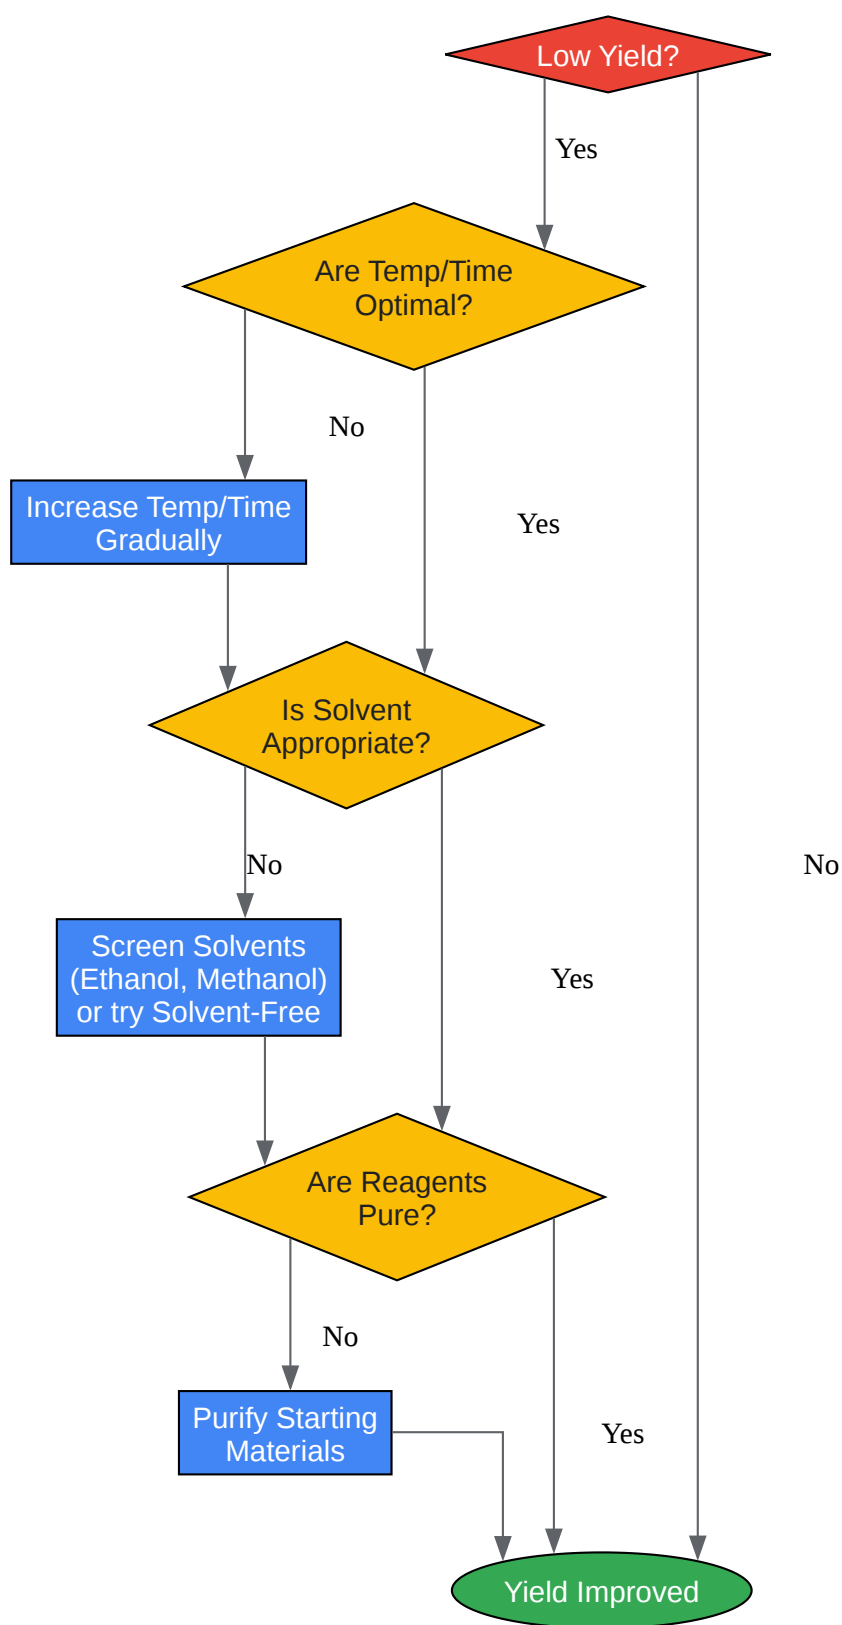 Low Yield?
Yes
Are Temp/Time
Optimal?
No
Increase Temp/Time
Gradually
Yes
Is Solvent
Appropriate?
No
No
Screen Solvents
(Ethanol, Methanol)
or try Solvent-Free
Yes
Are Reagents
Pure?
No
Purify Starting
Materials
Yes
Yield Improved